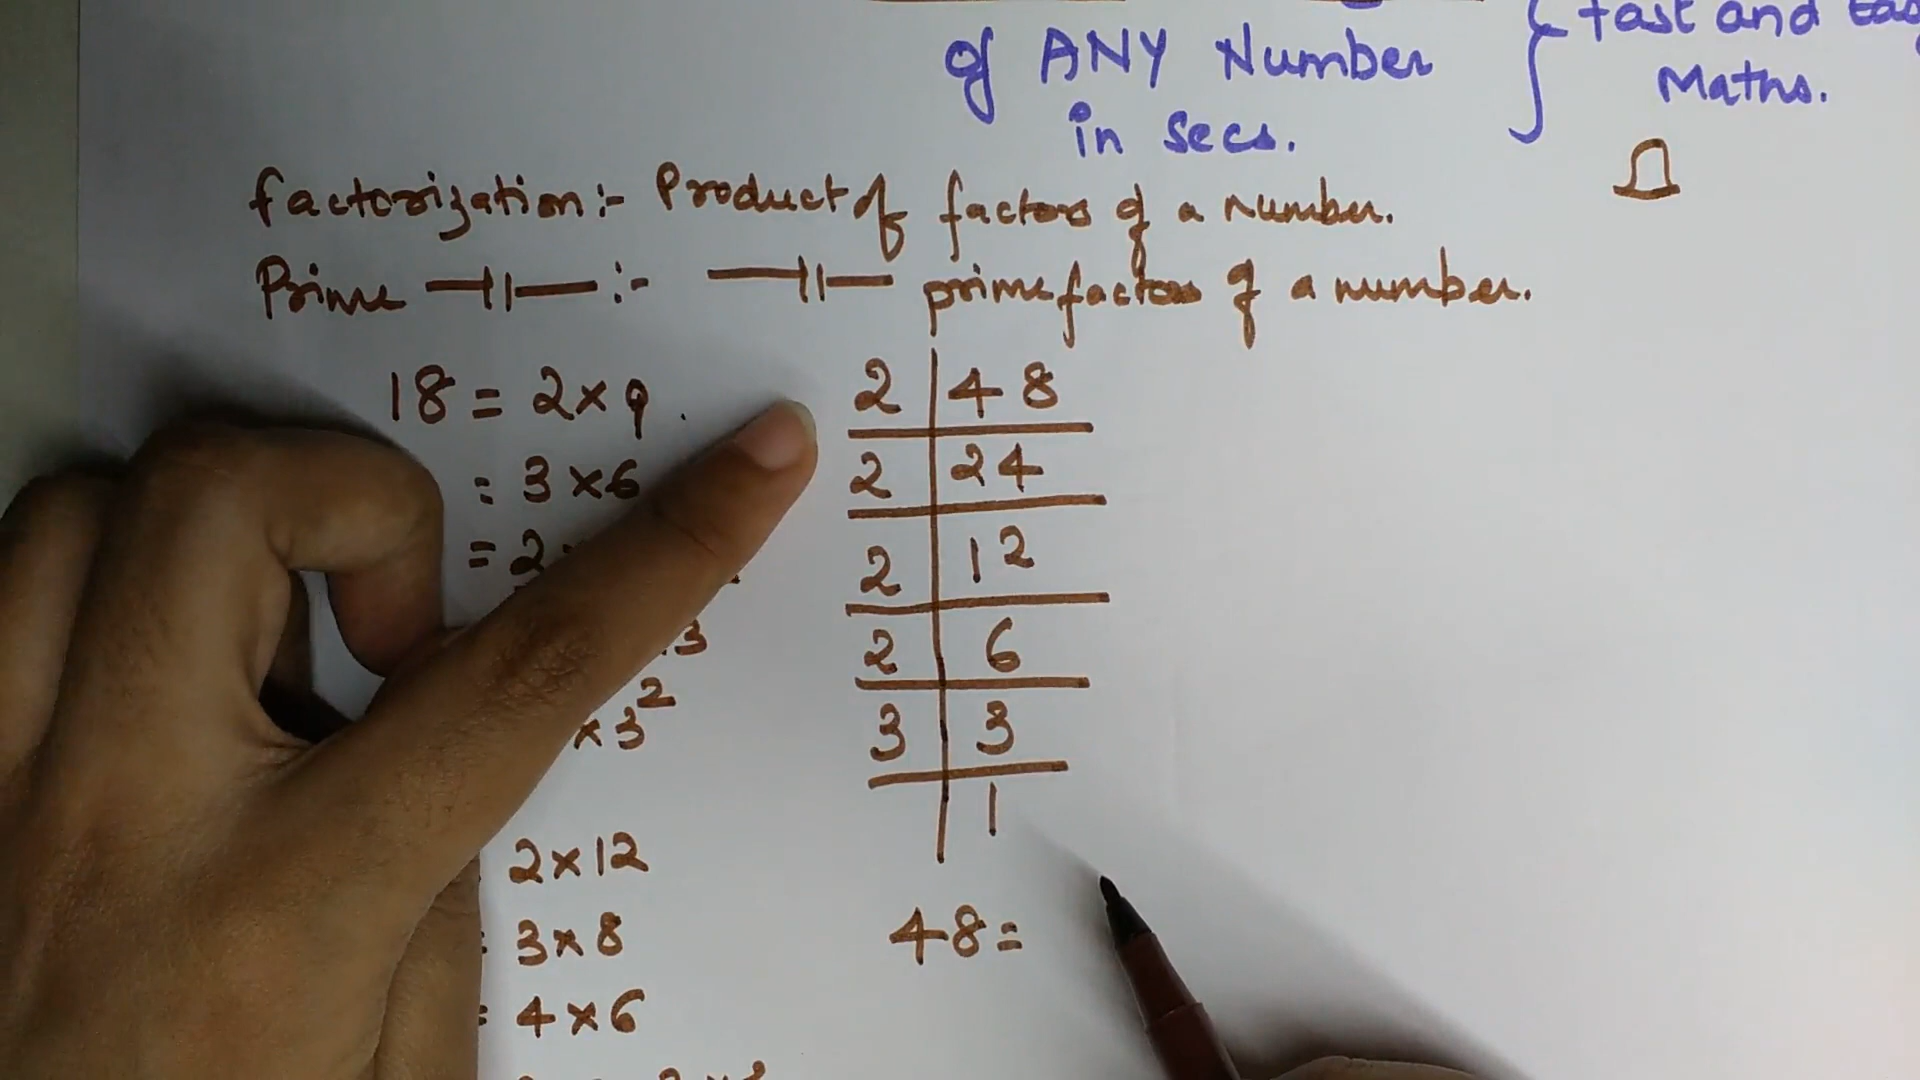 of ANY Number
in secs.
fast and
Maths.
factorization:- Product of factors of a number.
Prime —||— :- —||— prime factors of a number.
18 = 2 × 9.
= 3 × 6
= 2
3
× 3²
2 × 12
3 × 8
= 4 × 6
2 | 48
2 | 24
2 | 12
2 | 6
3 | 3
| 1
48 =